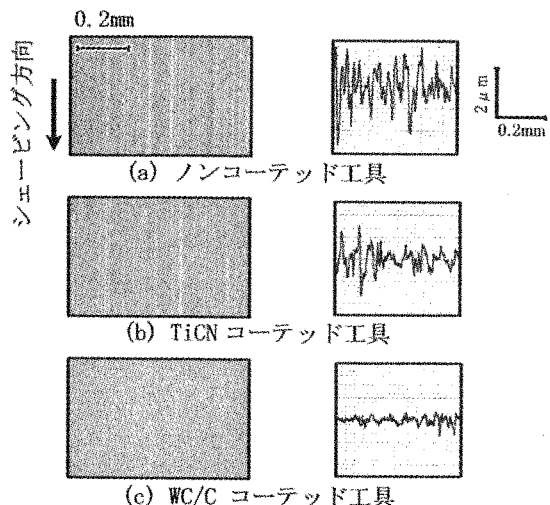 0.2mm
シェービング方向
2μm
0.2mm
(a) ノンコーテッド工具
(b) TiCN コーテッド工具
(c) WC/C コーテッド工具